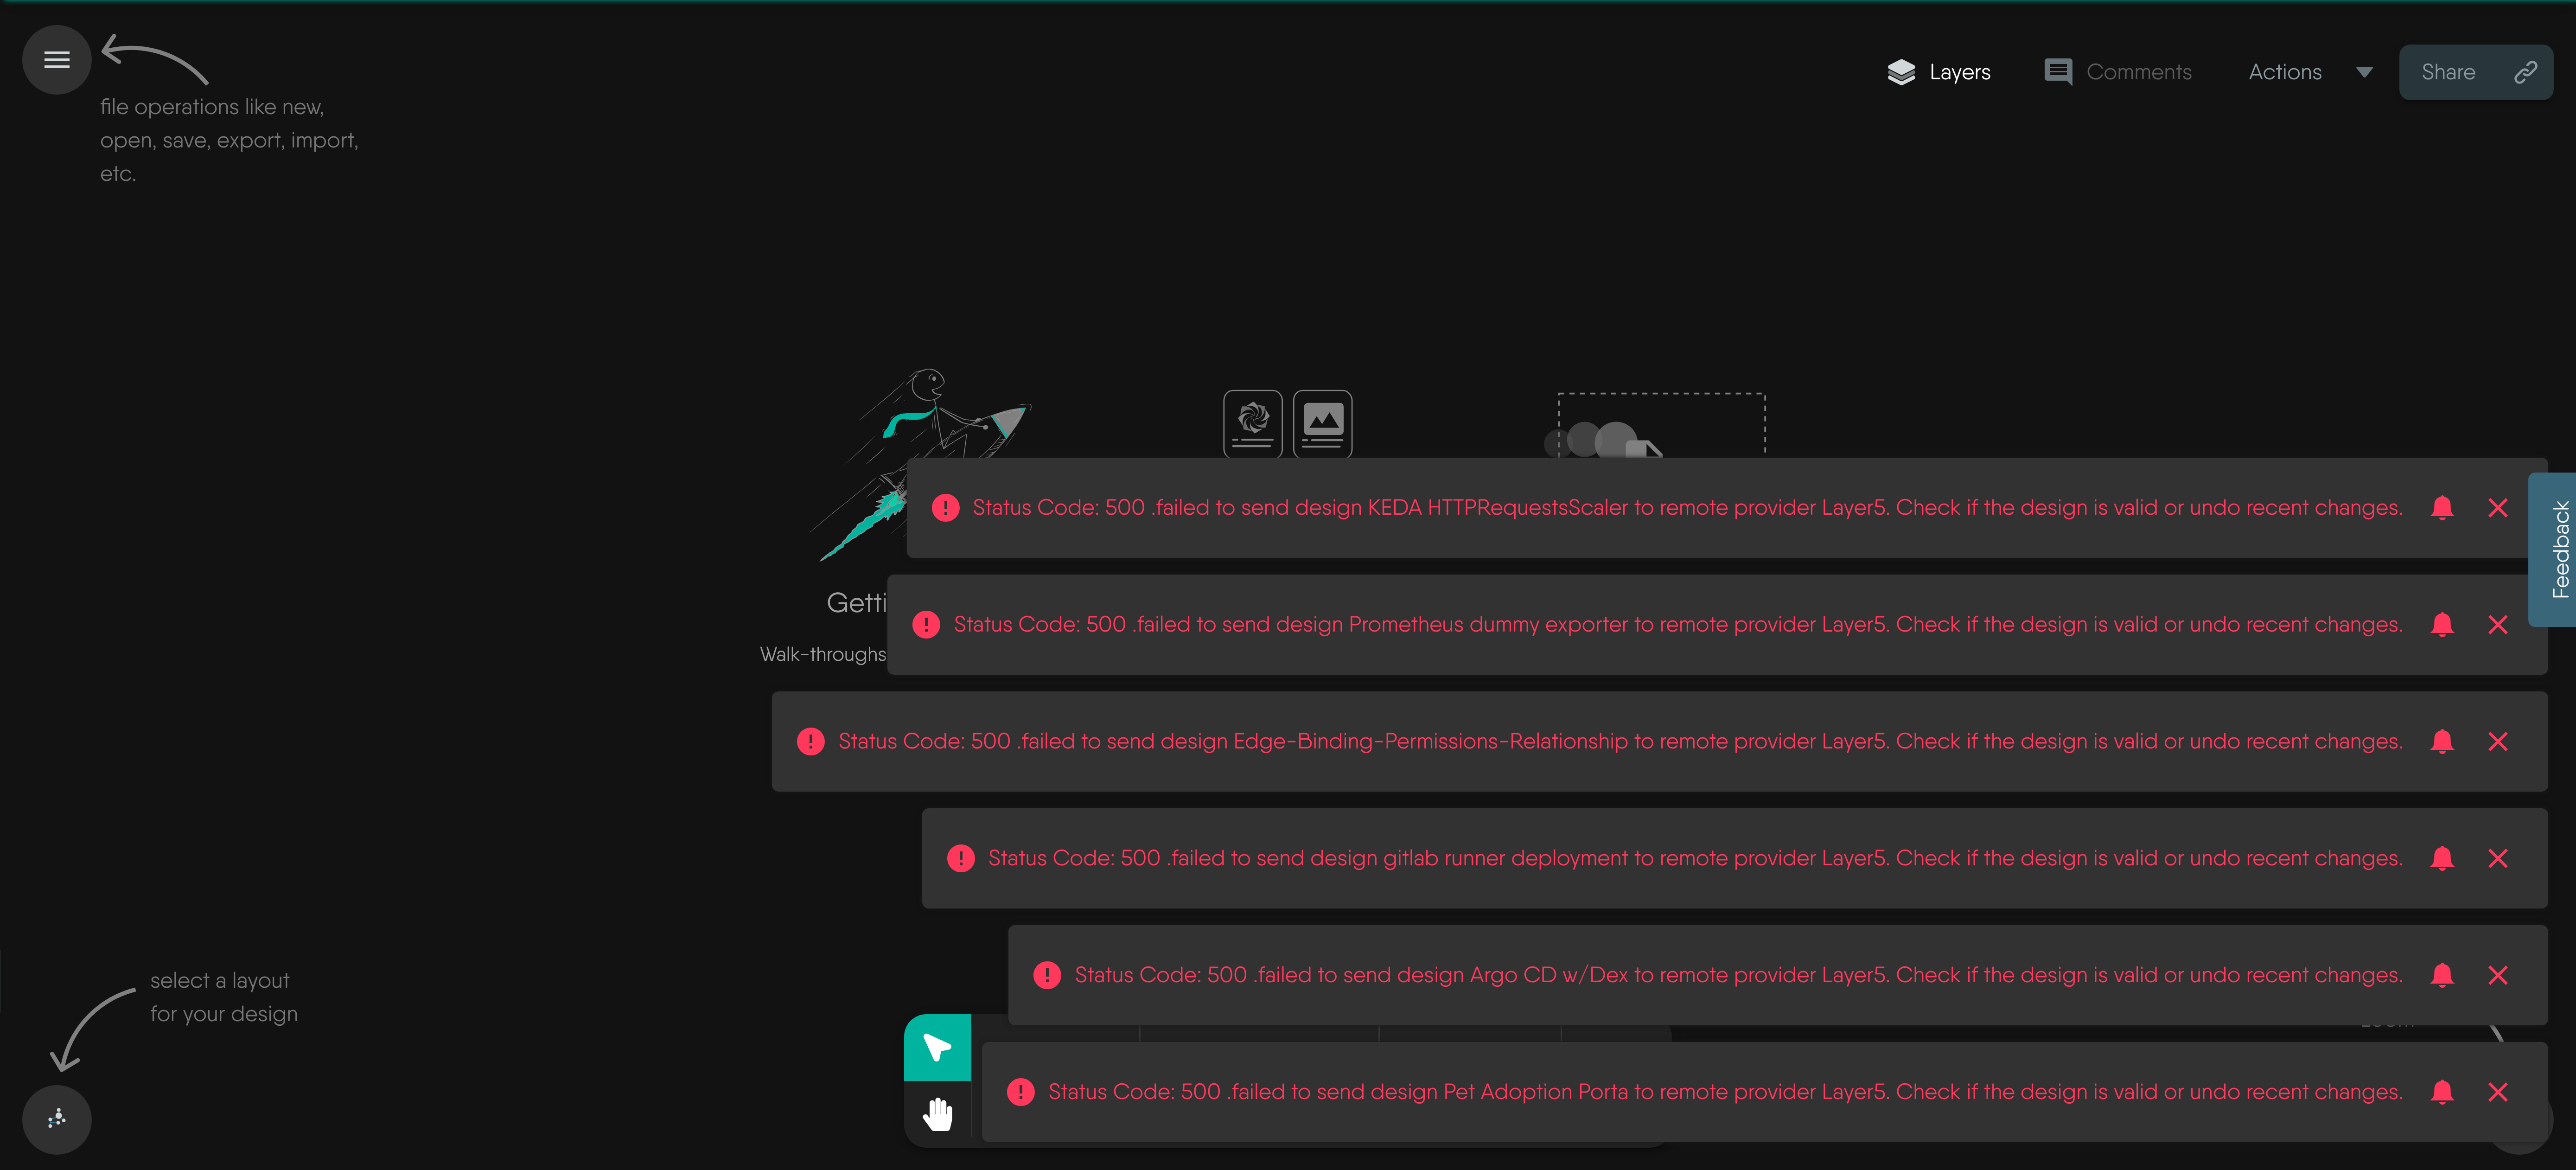 Layers
Comments
Actions
Share
file operations like new,
open, save, export, import,
etc.
Status Code: 500 .failed to send design KEDA HTTPRequestsScaler to remote provider Layer5. Check if the design is valid or undo recent changes.
Feedback
Getti
Status Code: 500 .failed to send design Prometheus dummy exporter to remote provider Layer5. Check if the design is valid or undo recent changes.
Walk-throughs
Status Code: 500 .failed to send design Edge-Binding-Permissions-Relationship to remote provider Layer5. Check if the design is valid or undo recent changes.
Status Code: 500 .failed to send design gitlab runner deployment to remote provider Layer5. Check if the design is valid or undo recent changes.
select a layout
for your design
Status Code: 500 .failed to send design Argo CD w/Dex to remote provider Layer5. Check if the design is valid or undo recent changes.
Status Code: 500 .failed to send design Pet Adoption Porta to remote provider Layer5. Check if the design is valid or undo recent changes.